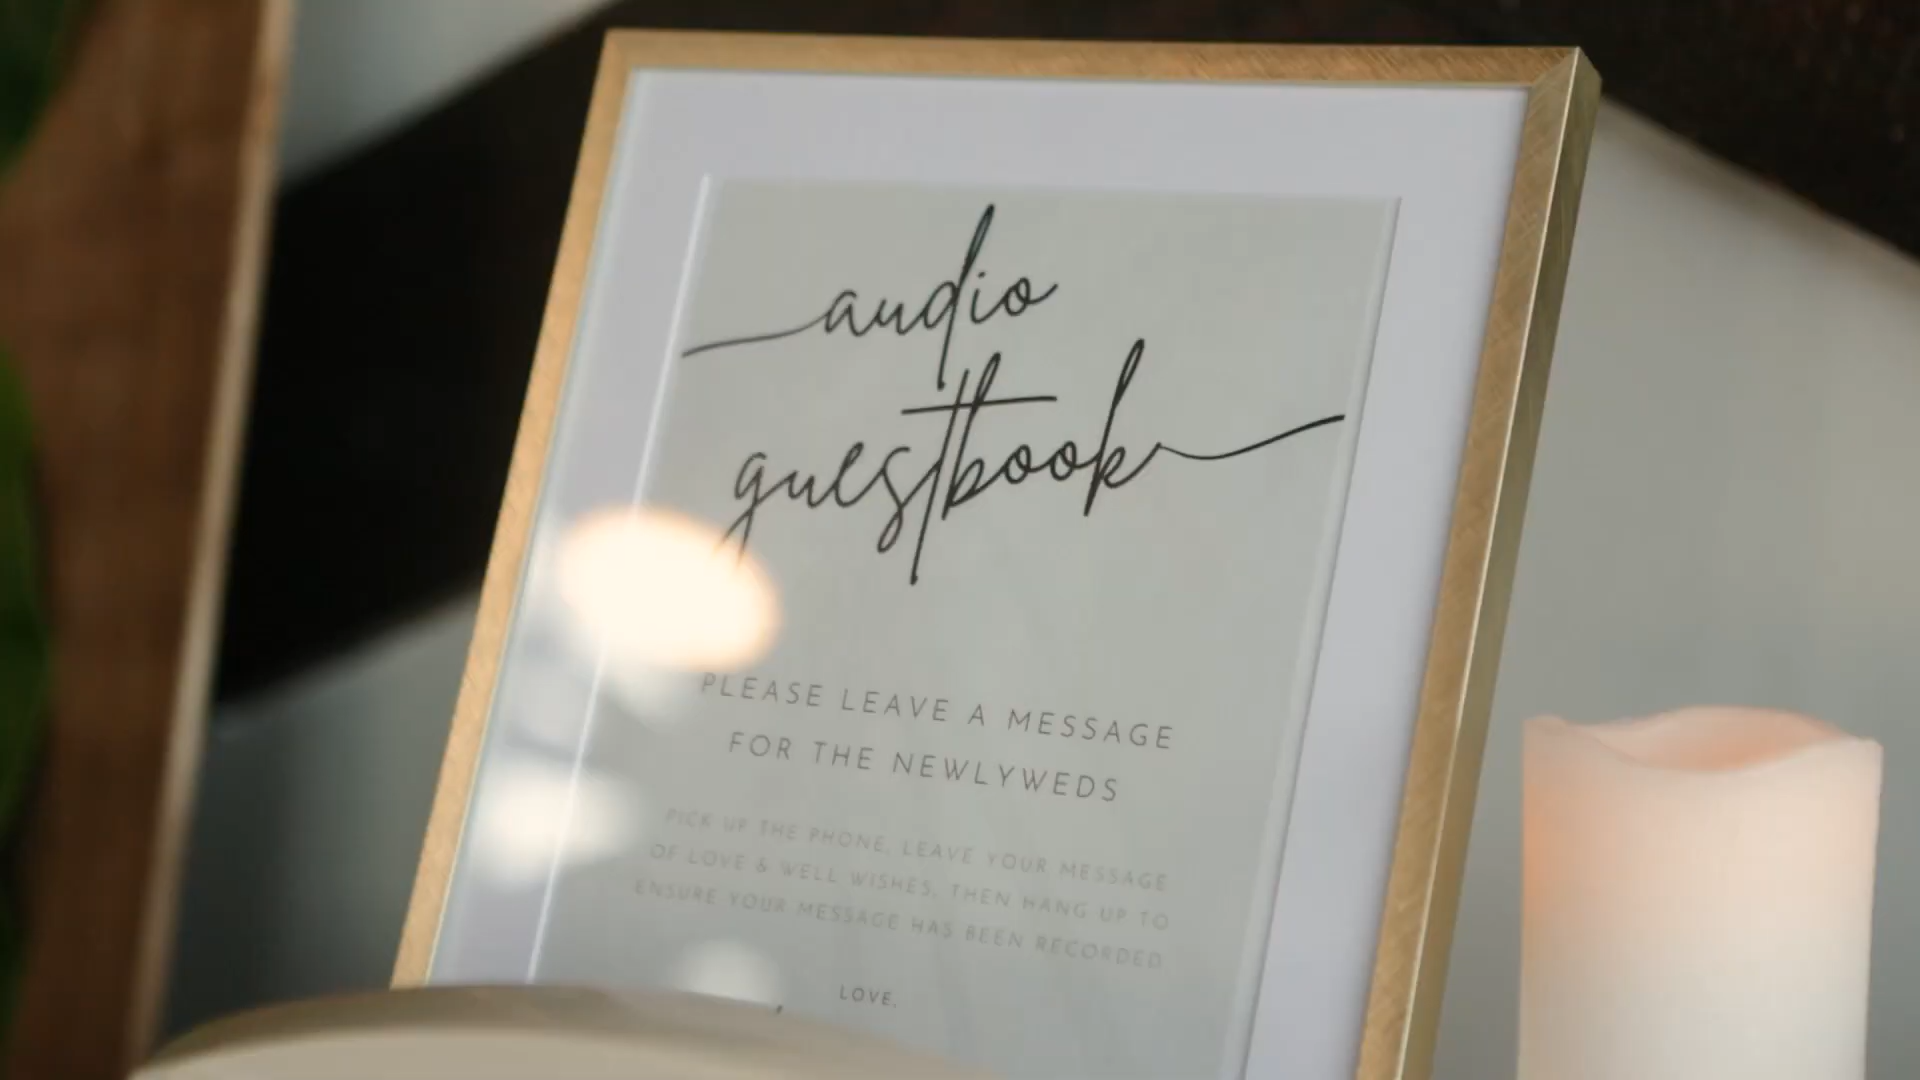 audio
guestbook
PLEASE LEAVE A MESSAGE
FOR THE NEWLYWEDS
PICK UP THE PHONE, LEAVE YOUR MESSAGE
OF LOVE & WELL WISHES, THEN HANG UP TO
ENSURE YOUR MESSAGE HAS BEEN RECORDED
LOVE,